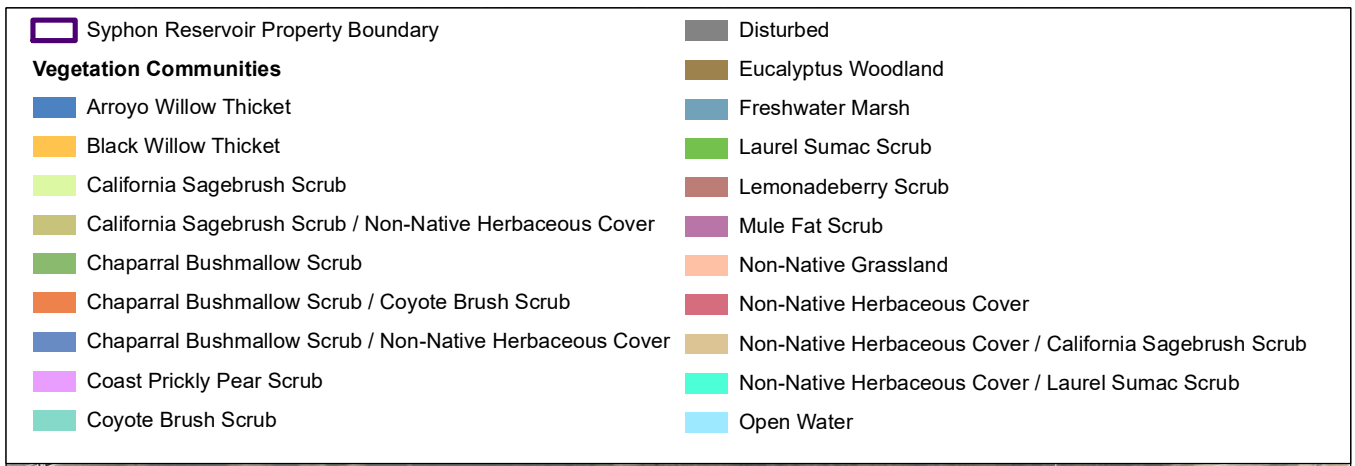 Syphon Reservoir Property Boundary
Vegetation Communities
Arroyo Willow Thicket
Black Willow Thicket
California Sagebrush Scrub
California Sagebrush Scrub / Non-Native Herbaceous Cover
Chaparral Bushmallow Scrub
Chaparral Bushmallow Scrub / Coyote Brush Scrub
Chaparral Bushmallow Scrub / Non-Native Herbaceous Cover
Coast Prickly Pear Scrub
Coyote Brush Scrub
Disturbed
Eucalyptus Woodland
Freshwater Marsh
Laurel Sumac Scrub
Lemonadeberry Scrub
Mule Fat Scrub
Non-Native Grassland
Non-Native Herbaceous Cover
Non-Native Herbaceous Cover / California Sagebrush Scrub
Non-Native Herbaceous Cover / Laurel Sumac Scrub
Open Water